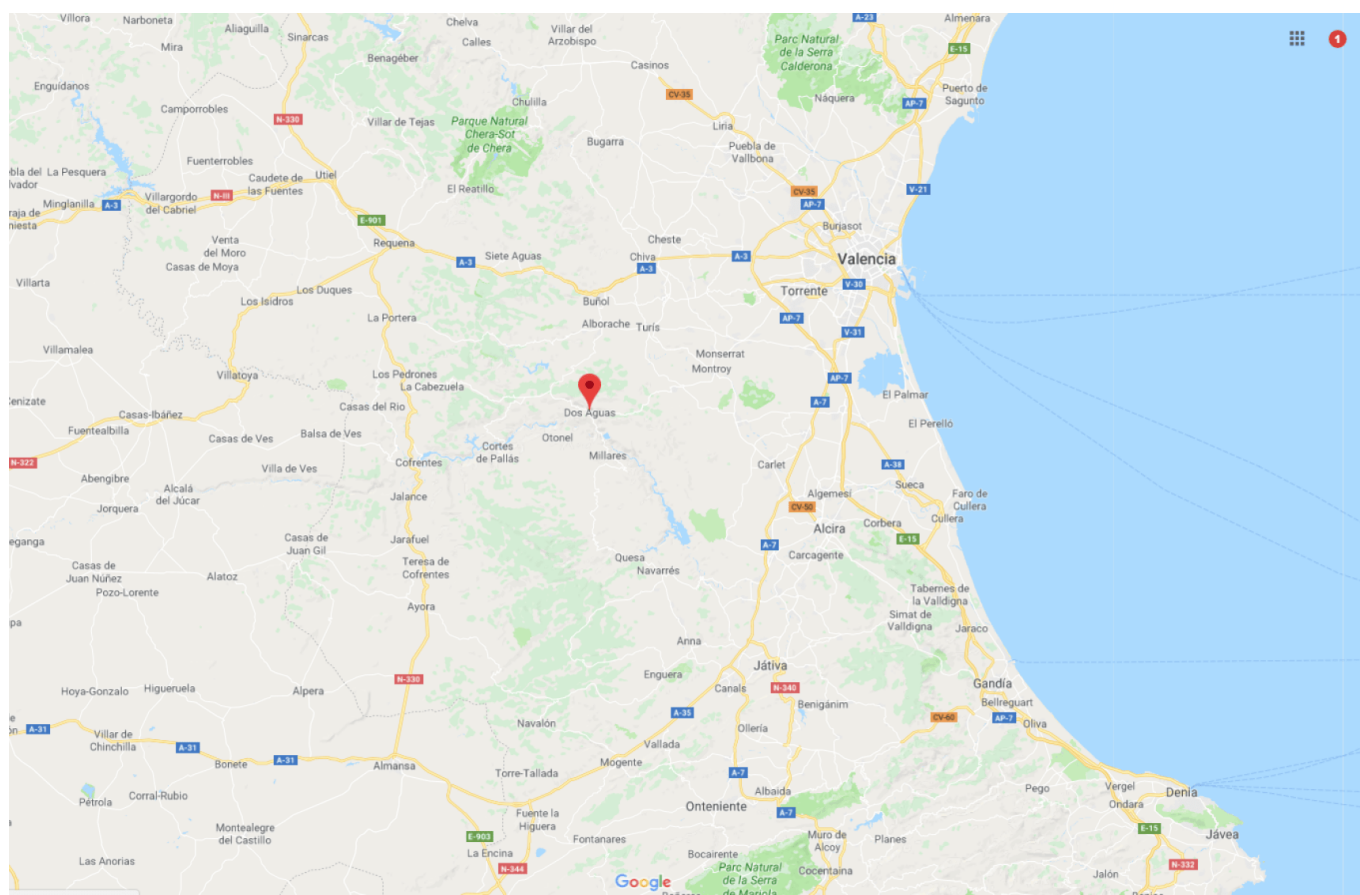 Villora
Narboneta
Aliaguilla
Sinarcas
Chelva
Calles
Villar del
Arzobispo
A-23
Almenara
Mira
Benagéber
Casinos
Parc Natural
de la Serra
Calderona
E-15
1
Enguídanos
Camporrobles
N-330
Villar de Tejas
Chulilla
Parque Natural
Chera-Sot
de Chera
CV-35
Náquera
AP-7
Puerto de
Sagunto
Bugarra
Liria
Puebla de
Vallbona
Fuenterrobles
Caudete de
las Fuentes
Utiel
El Reatillo
CV-35
AP-7
V-21
La Pesquera
Minglanilla
A-3
Villargordo
del Cabriel
N-III
E-901
Burjasot
Venta
del Moro
Casas de Moya
Requena
A-3
Siete Aguas
Cheste
Chiva
A-3
A-3
Valencia
V-30
Villarta
Los Isidros
Los Duques
La Portera
Buñol
Alborache
Turís
Torrente
AP-7
V-31
Villamalea
Villatoya
Los Pedrones
La Cabezuela
Monserrat
Montroy
AP-7
Casas-Ibáñez
Casas del Rio
Dos Aguas
A-7
El Palmar
Fuentealbilla
Casas de Ves
Balsa de Ves
Otonel
El Perelló
N-322
Abengibre
Villa de Ves
Cofrentes
Cortes
de Pallás
Millares
Carlet
A-38
Sueca
Jorquera
Alcalá
del Júcar
Jalance
CV-50
Algemesí
Faro de
Cullera
Cullera
Casas de
Juan Gil
Jarafuel
Alcira
Corbera
E-15
A-7
Carcagente
Casas de
Juan Núñez
Pozo-Lorente
Alatoz
Teresa de
Cofrentes
Quesa
Navarrés
Tabernes de
la Valldigna
Simat de
Valldigna
Jaraco
Ayora
Anna
Enguera
Játiva
Canals
N-340
Gandía
Bellreguart
Hoya-Gonzalo
Higueruela
Alpera
N-330
A-35
Benigánim
CV-60
AP-7
Oliva
A-31
Villar de
Chinchilla
A-31
Navalón
Ollería
Vallada
Bonete
A-31
Almansa
Torre-Tallada
Mogente
A-7
Albaida
Pego
Vergel
Ondara
Denia
Pétrola
Corral-Rubio
Fuente la
Higuera
Onteniente
A-7
E-15
Montealegre
del Castillo
E-903
La Encina
Fontanares
Muro de
Alcoy
Planes
Jávea
Las Anorias
N-344
Bocairente
Parc Natural
de la Serra
de Mariola
Cocentaina
Jalón
N-332
Google